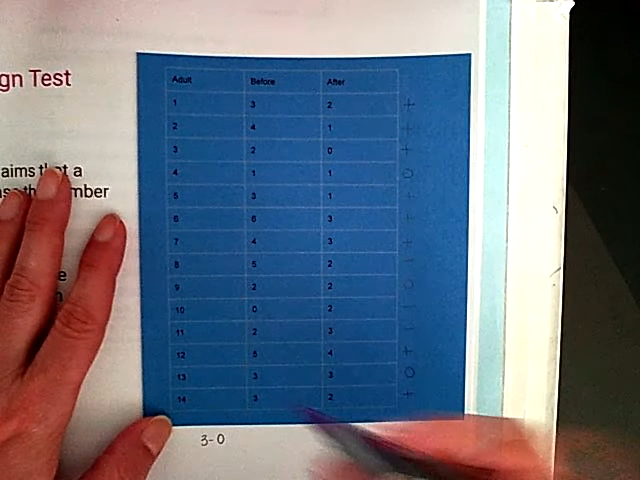 gn Test
aims that a
mber
Adult Before After
1 3 2 +
2 4 1 +
3 2 0 +
4 1 1 0
5 3 1 +
6 6 3 +
7 4 3 +
8 5 2
9 2 2 0
10 0 2 -
11 2 3 -
12 5 4 +
13 3 3 0
14 3 2 +
3-0